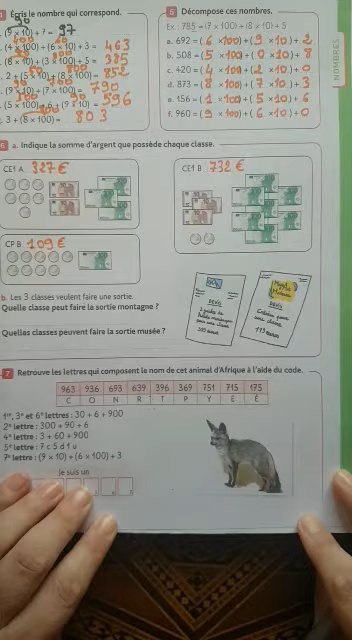 Écris le nombre qui correspond.
(9 × 10) + 7 = 97
(4 × 100) + (6 × 10) + 3 = 463
(8 × 10) + (3 × 100) + 5 = 385
2 + (5 × 10) + (8 × 100) = 852
(9 × 10) + (7 × 100) = 790
(5 × 100) + 6 + (9 × 10) = 596
3 + (8 × 100) = 803
5 Décompose ces nombres.
Ex : 785 = (7 × 100) + (8 × 10) + 5
a. 692 = (6 × 100) + (9 × 10) + 2
b. 508 = (5 × 100) + (0 × 10) + 8
c. 420 = (4 × 100) + (2 × 10) + 0
d. 873 = (8 × 100) + (7 × 10) + 3
e. 156 = (1 × 100) + (5 × 10) + 6
f. 960 = (9 × 100) + (6 × 10) + 0
NOMBRES
6 a. Indique la somme d'argent que possède chaque classe.
CE1 A 327 €
CE1 B 732 €
CP B 109 €
b. Les 3 classes veulent faire une sortie.
Quelle classe peut faire la sortie montagne ?
Quelles classes peuvent faire la sortie musée ?
DEVIS
DEVIS
7 Retrouve les lettres qui composent le nom de cet animal d'Afrique à l'aide du code.
963 936 693 639 396 369 751 715 175
C O N R T P Y E É
1re, 3e et 6e lettres : 30 + 6 + 900
2e lettre : 300 + 90 + 6
4e lettre : 3 + 60 + 900
5e lettre : 7 c 5 d 1 u
7e lettre : (9 × 10) + (6 × 100) + 3
Je suis un